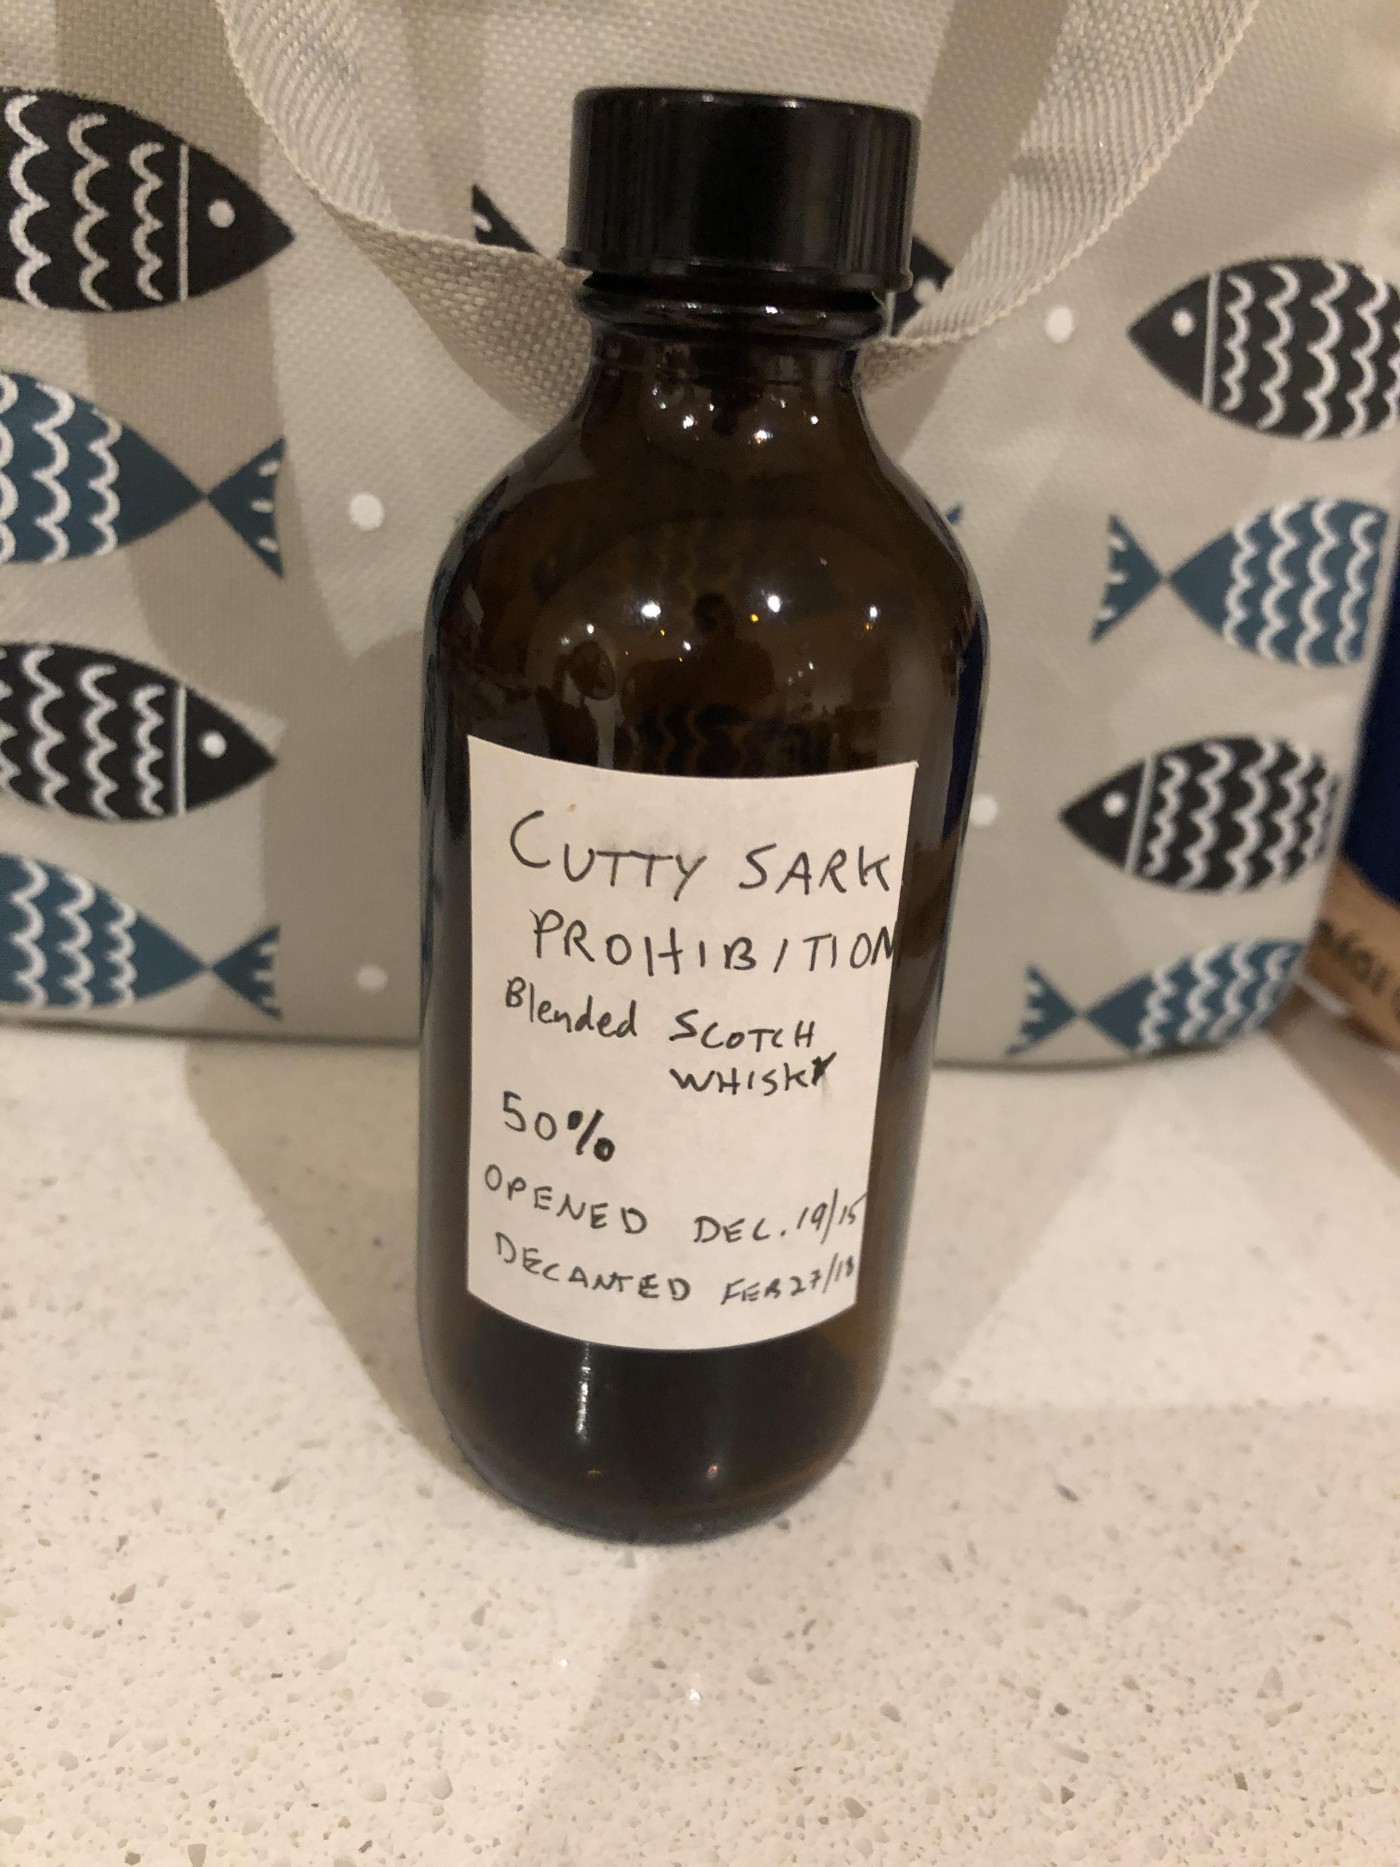 CUTTY SARK
PROHIBITION
Blended SCOTCH
WHISKY
50%
OPENED DEC. 19/15
DECANTED FEB 27/18